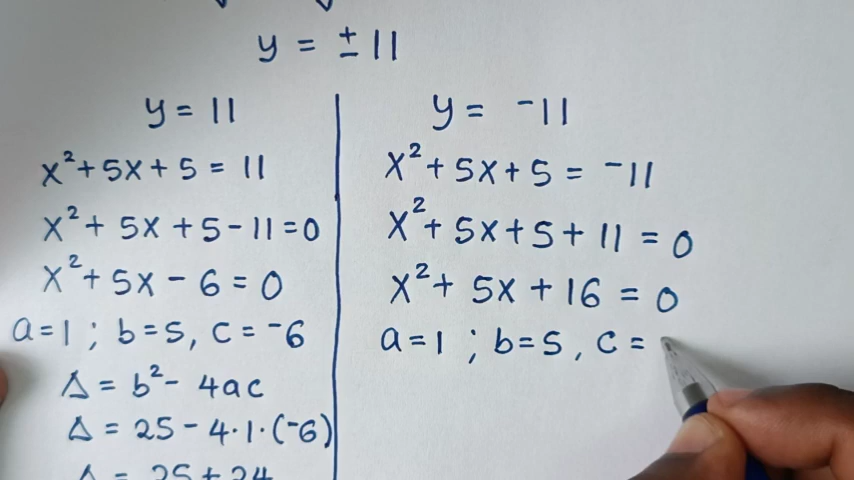 y = ± 11
y = 11
x²+5x+5 = 11
x²+ 5x +5-11=0
x²+5x - 6 = 0
a=1 ; b=5, c= ⁻6
Δ = b²- 4ac
Δ = 25 - 4·1·(⁻6)
Δ = 25+24
y = ⁻11
x²+ 5x+5 = ⁻11
x²+ 5x+5+ 11 = 0
x²+ 5x +16 = 0
a=1 ; b=5, c =